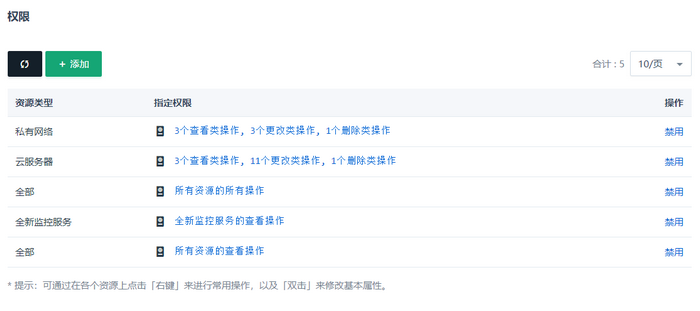 权限
+ 添加
合计 : 5 10/页
资源类型 指定权限 操作
私有网络 3个查看类操作, 3个更改类操作, 1个删除类操作 禁用
云服务器 3个查看类操作, 11个更改类操作, 1个删除类操作 禁用
全部 所有资源的所有操作 禁用
全新监控服务 全新监控服务的查看操作 禁用
全部 所有资源的查看操作 禁用
* 提示：可通过在各个资源上点击「右键」来进行常用操作，以及「双击」来修改基本属性。